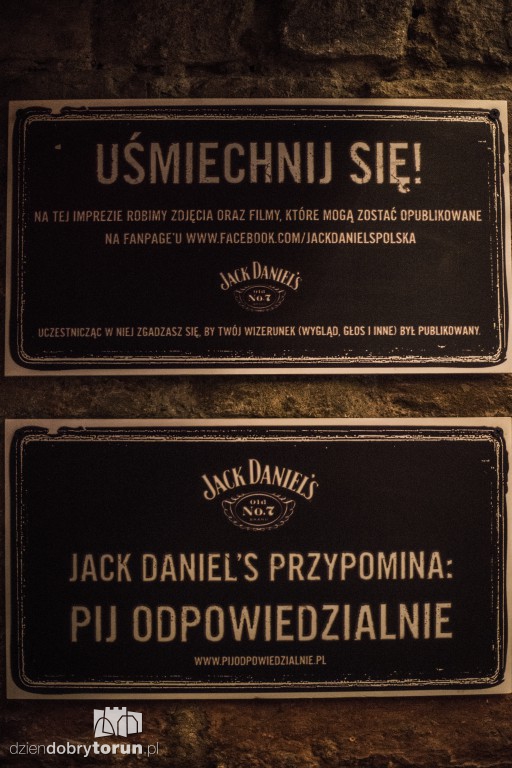 UŚMIECHNIJ SIĘ!
NA TEJ IMPREZIE ROBIMY ZDJĘCIA ORAZ FILMY, KTÓRE MOGĄ ZOSTAĆ OPUBLIKOWANE
NA FANPAGE'U WWW.FACEBOOK.COM/JACKDANIELSPOLSKA
JACK DANIEL'S
Old
No.7
UCZESTNICZĄC W NIEJ ZGADZASZ SIĘ, BY TWÓJ WIZERUNEK (WYGLĄD, GŁOS I INNE) BYŁ PUBLIKOWANY.
JACK DANIEL'S
Old
No.7
BRAND
JACK DANIEL'S PRZYPOMINA:
PIJ ODPOWIEDZIALNIE
WWW.PIJODPOWIEDZIALNIE.PL
dziendobrytorun.pl